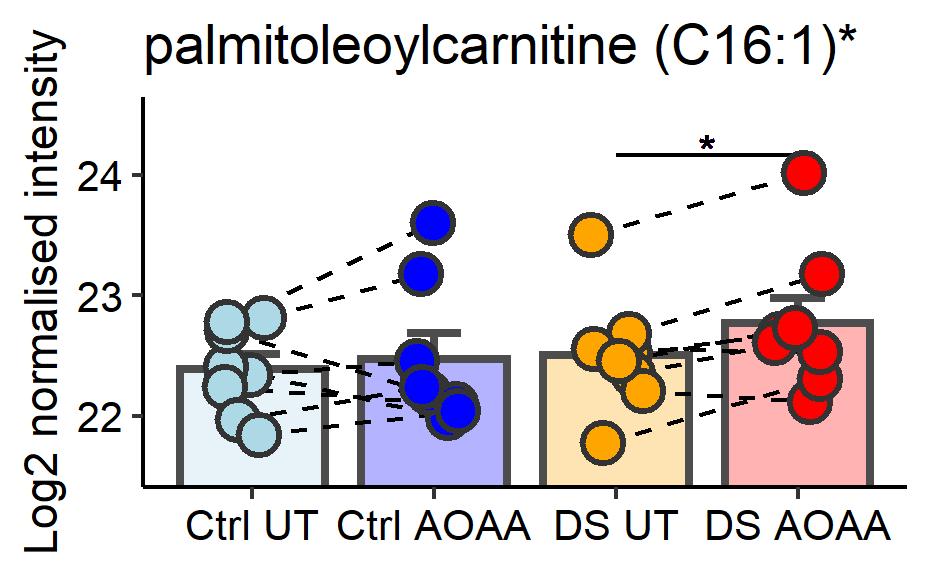 palmitoleoylcarnitine (C16:1)*
Log2 normalised intensity
*
24
23
22
Ctrl UT Ctrl AOAA DS UT DS AOAA